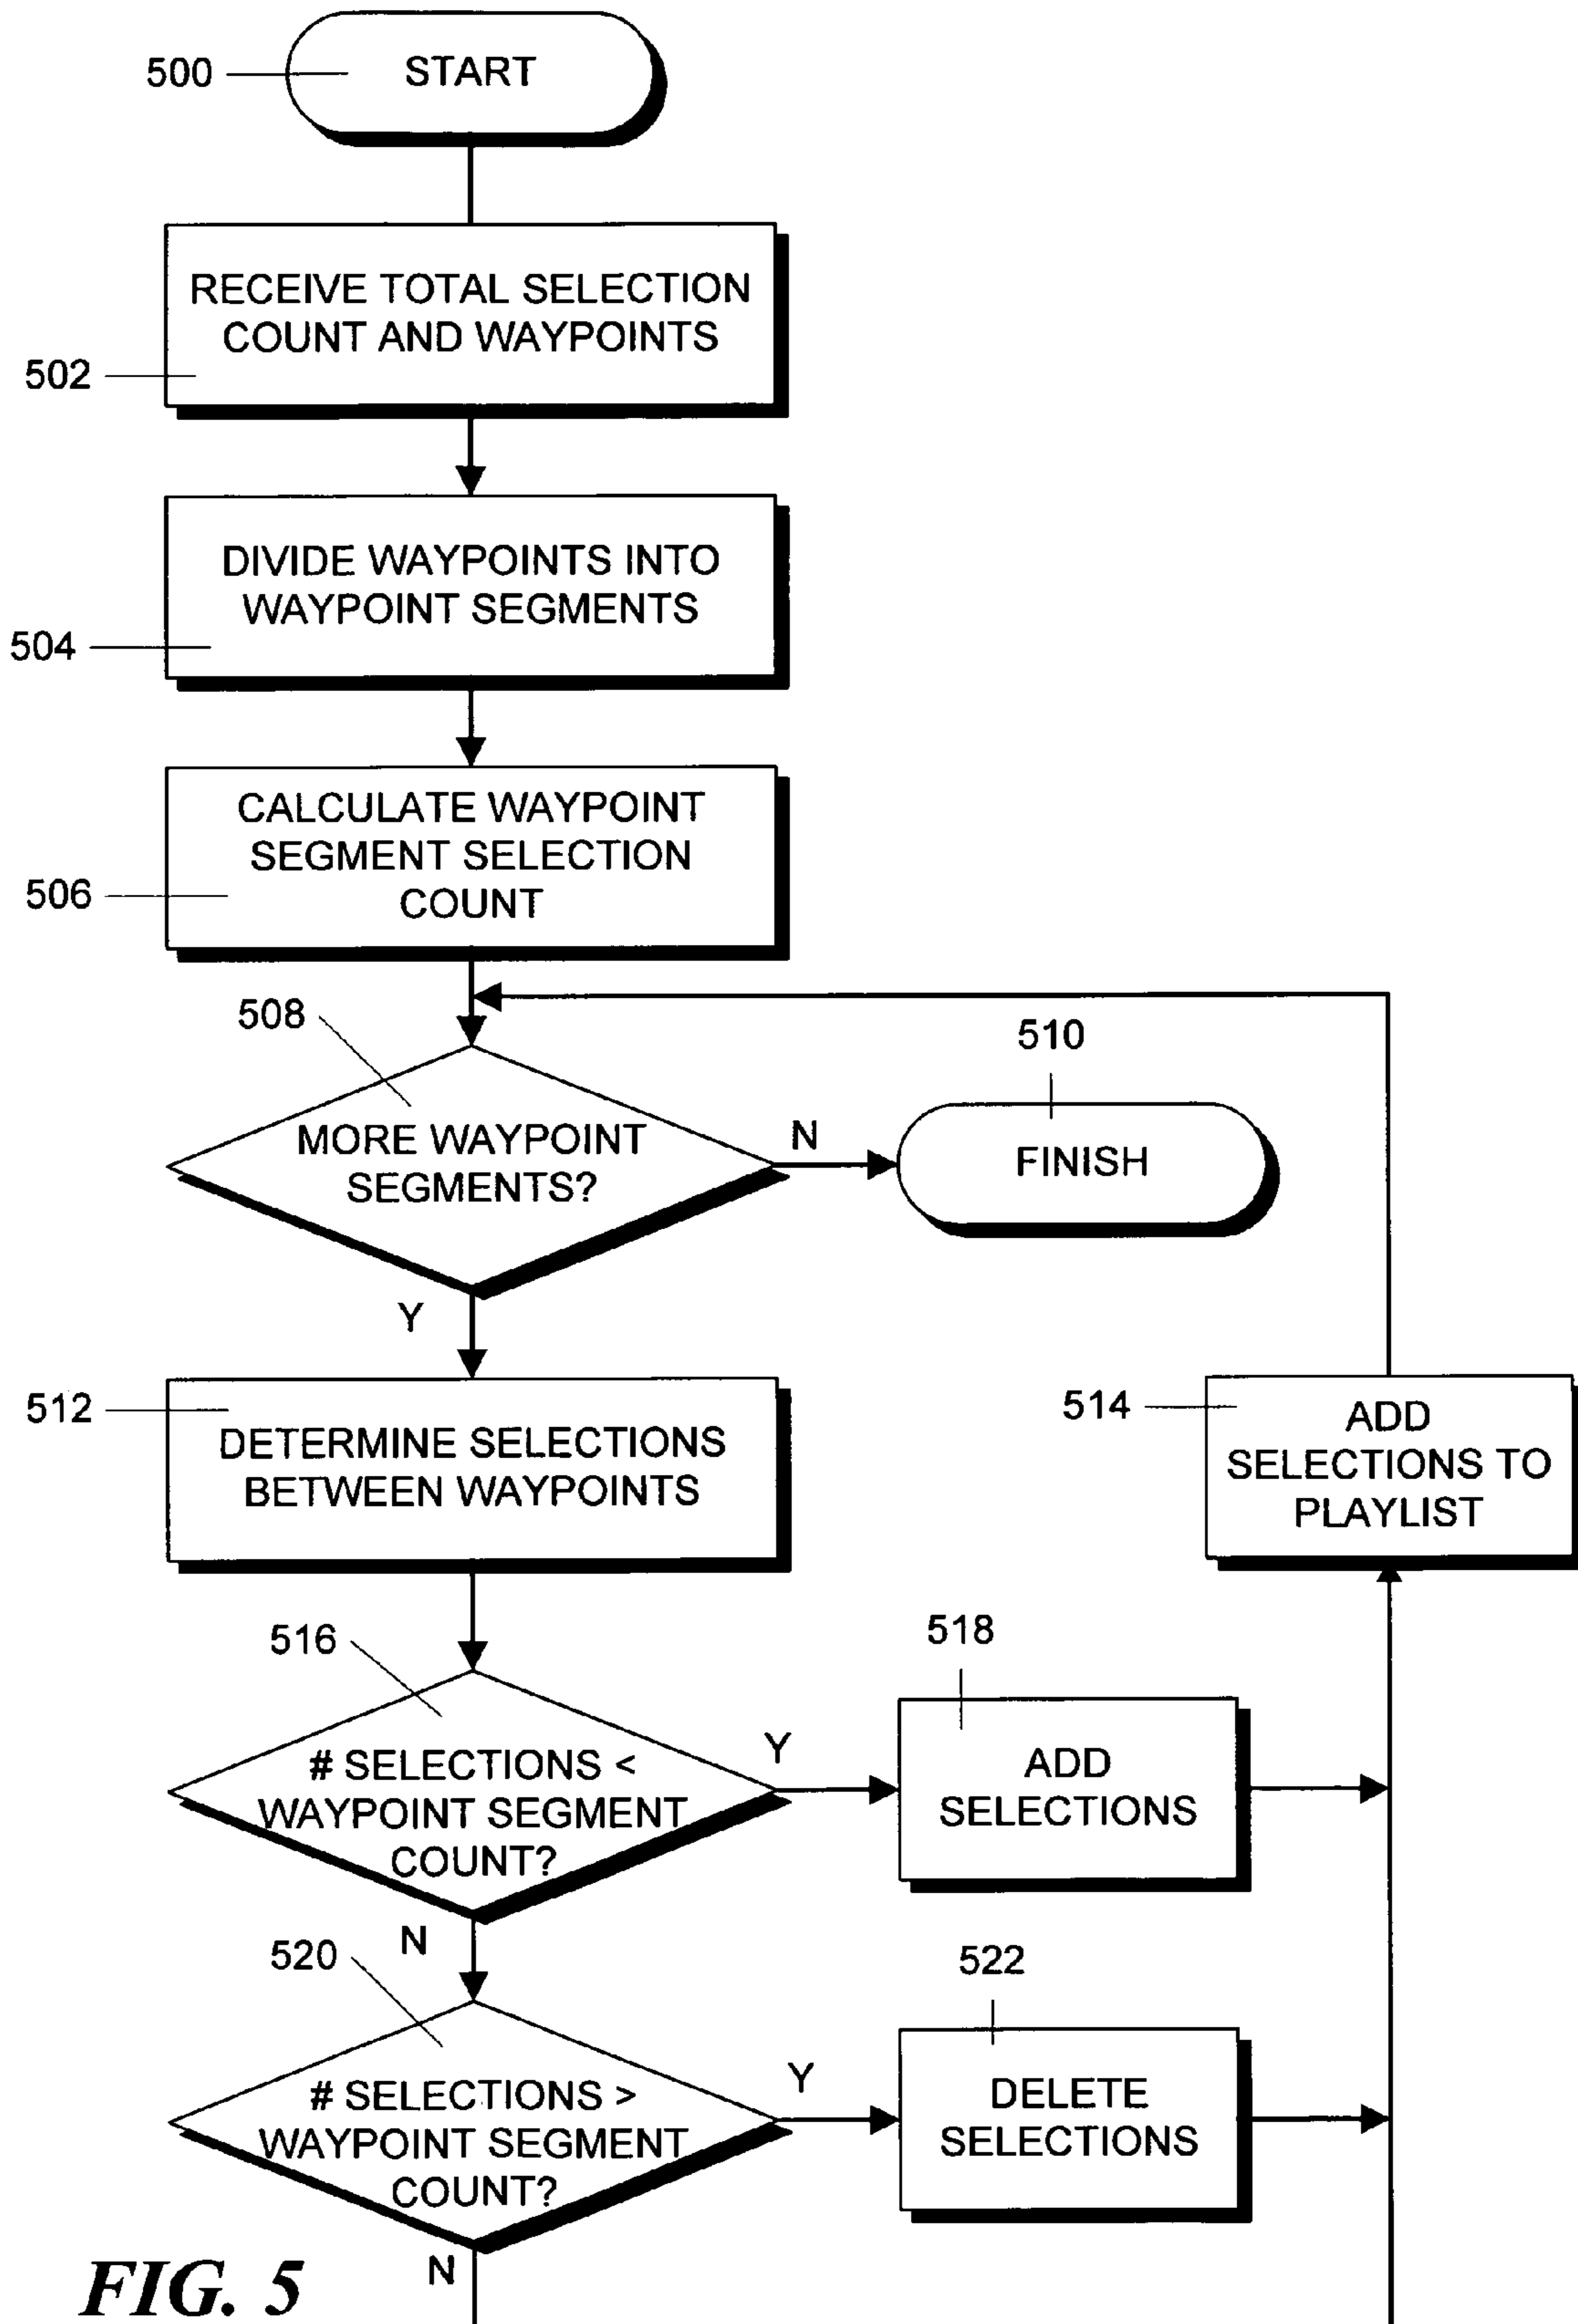 500
START
RECEIVE TOTAL SELECTION
COUNT AND WAYPOINTS
502
DIVIDE WAYPOINTS INTO
WAYPOINT SEGMENTS
504
CALCULATE WAYPOINT
SEGMENT SELECTION
COUNT
506
508
510
MORE WAYPOINT
SEGMENTS?
N
FINISH
Y
512
DETERMINE SELECTIONS
BETWEEN WAYPOINTS
514
ADD
SELECTIONS TO
PLAYLIST
516
518
# SELECTIONS <
WAYPOINT SEGMENT
COUNT?
Y
ADD
SELECTIONS
N
520
522
# SELECTIONS >
WAYPOINT SEGMENT
COUNT?
Y
DELETE
SELECTIONS
N
FIG. 5